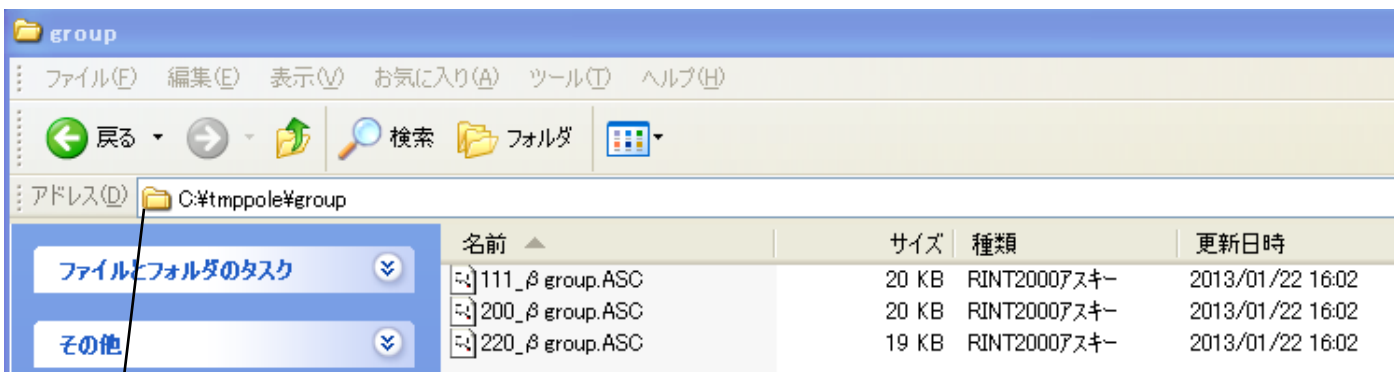 group
ファイル(F) 編集(E) 表示(V) お気に入り(A) ツール(T) ヘルプ(H)
戻る 検索 フォルダ
アドレス(D) C:¥tmppole¥group
ファイルとフォルダのタスク
その他
名前 サイズ 種類 更新日時
111_βgroup.ASC 20 KB RINT2000アスキー 2013/01/22 16:02
200_βgroup.ASC 20 KB RINT2000アスキー 2013/01/22 16:02
220_βgroup.ASC 19 KB RINT2000アスキー 2013/01/22 16:02